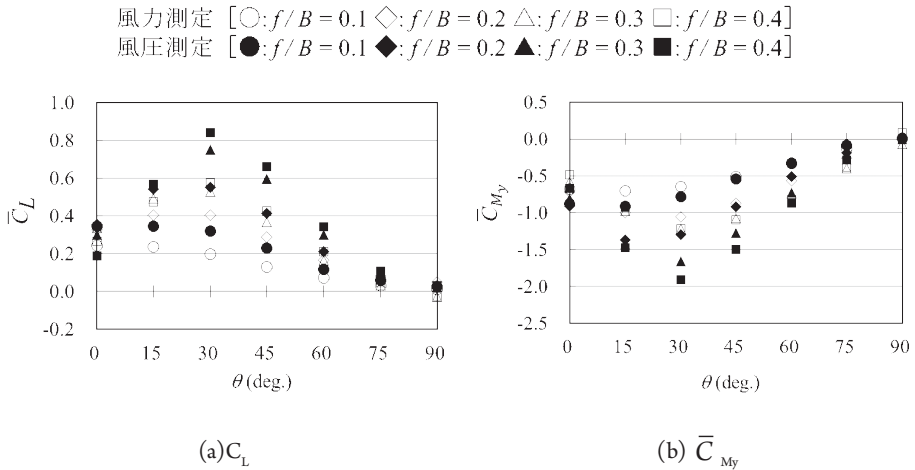 風力測定 [○: f/B = 0.1 ◇: f/B = 0.2 △: f/B = 0.3 □: f/B = 0.4]
風圧測定 [●: f/B = 0.1 ◆: f/B = 0.2 ▲: f/B = 0.3 ■: f/B = 0.4]
C̅L
1.0
0.8
0.6
0.4
0.2
0.0
-0.2
0 15 30 45 60 75 90
θ (deg.)
(a)CL
C̅My
0.5
0.0
-0.5
-1.0
-1.5
-2.0
-2.5
0 15 30 45 60 75 90
θ (deg.)
(b) C̅ My